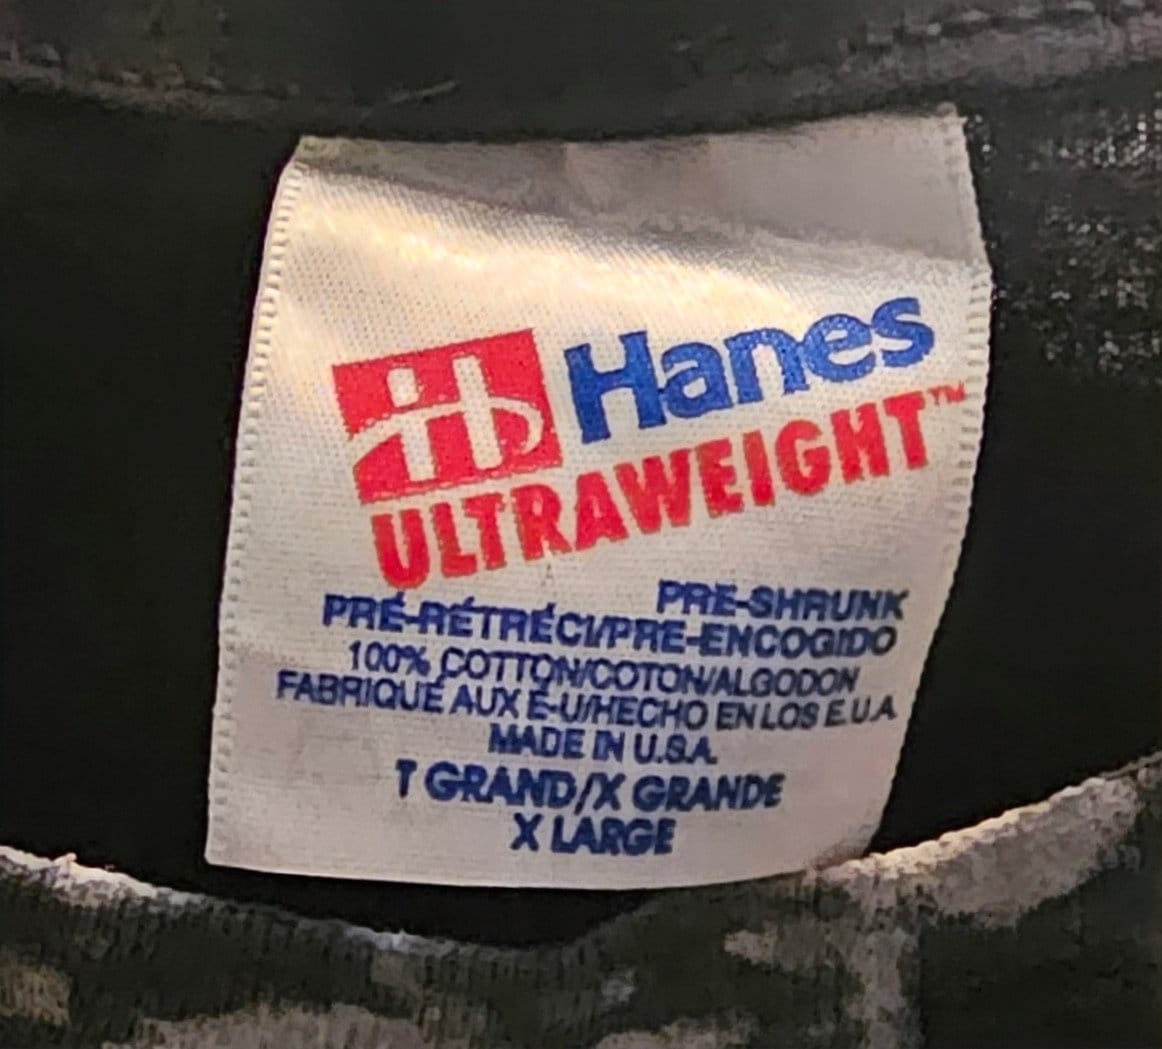 Hanes
ULTRAWEIGHT™
PRE-SHRUNK
PRÉ-RÉTRÉCI/PRE-ENCOGIDO
100% COTTON/COTON/ALGODON
FABRIQUÉ AUX É-U/HECHO EN LOS E.U.A.
MADE IN U.S.A.
T GRAND/X GRANDE
X LARGE